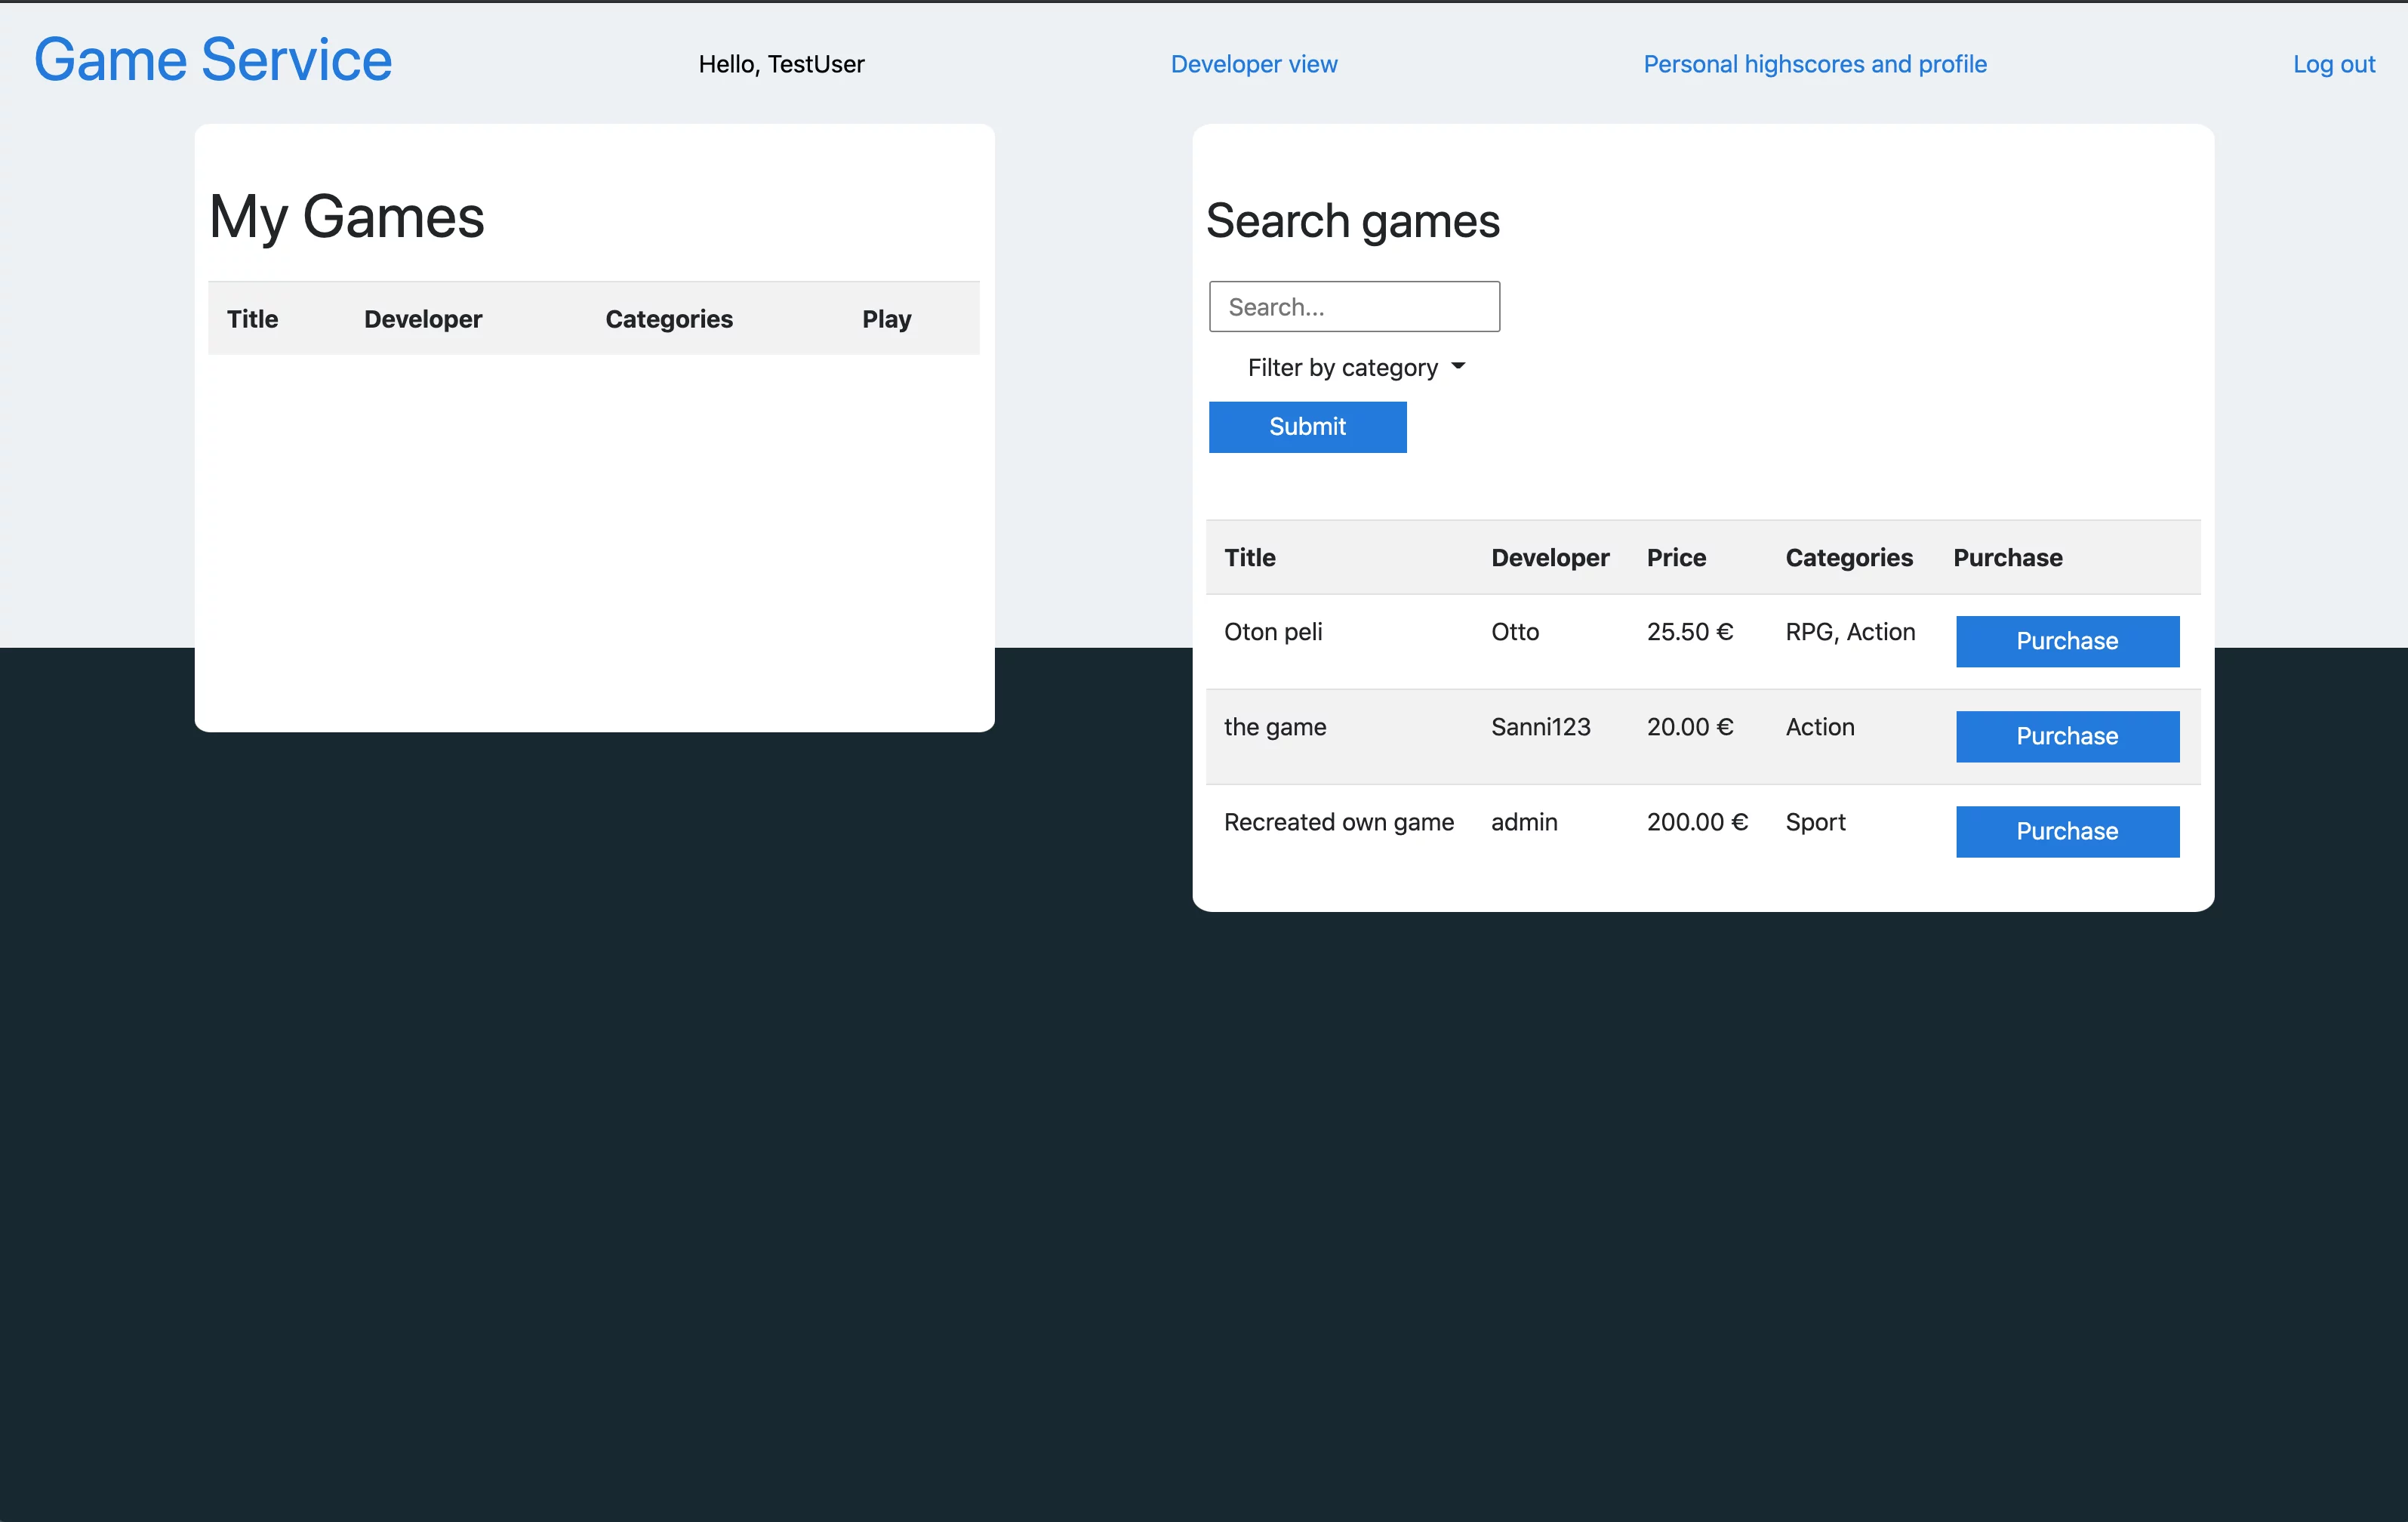 Game Service Hello, TestUser Developer view Personal highscores and profile Log out
My Games
Title Developer Categories Play
Search games
Search...
Filter by category
Submit
Title Developer Price Categories Purchase
Oton peli Otto 25.50 € RPG, Action Purchase
the game Sanni123 20.00 € Action Purchase
Recreated own game admin 200.00 € Sport Purchase